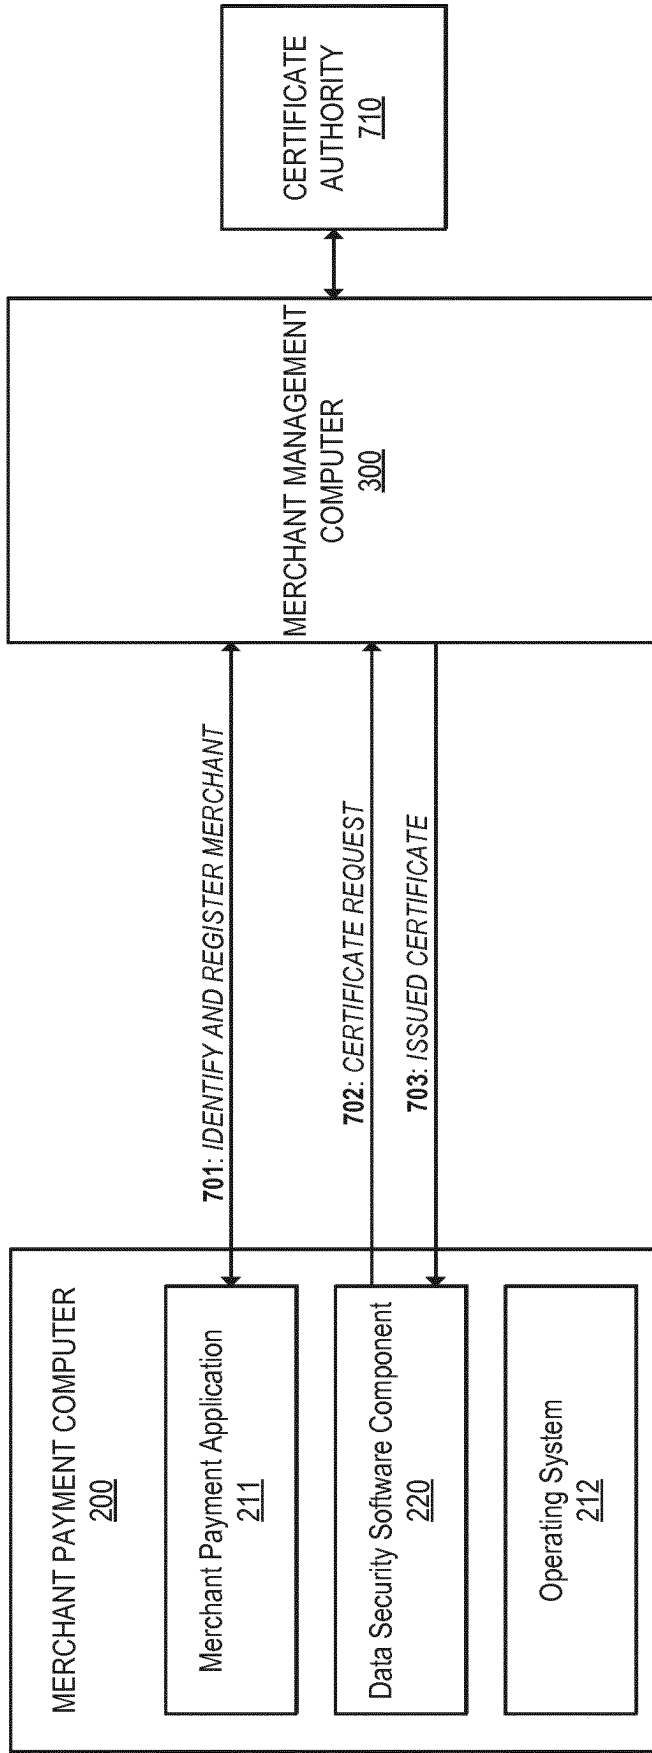 MERCHANT PAYMENT COMPUTER
200
Merchant Payment Application
211
Data Security Software Component
220
Operating System
212
701: IDENTIFY AND REGISTER MERCHANT
702: CERTIFICATE REQUEST
703: ISSUED CERTIFICATE
MERCHANT MANAGEMENT
COMPUTER
300
CERTIFICATE
AUTHORITY
710